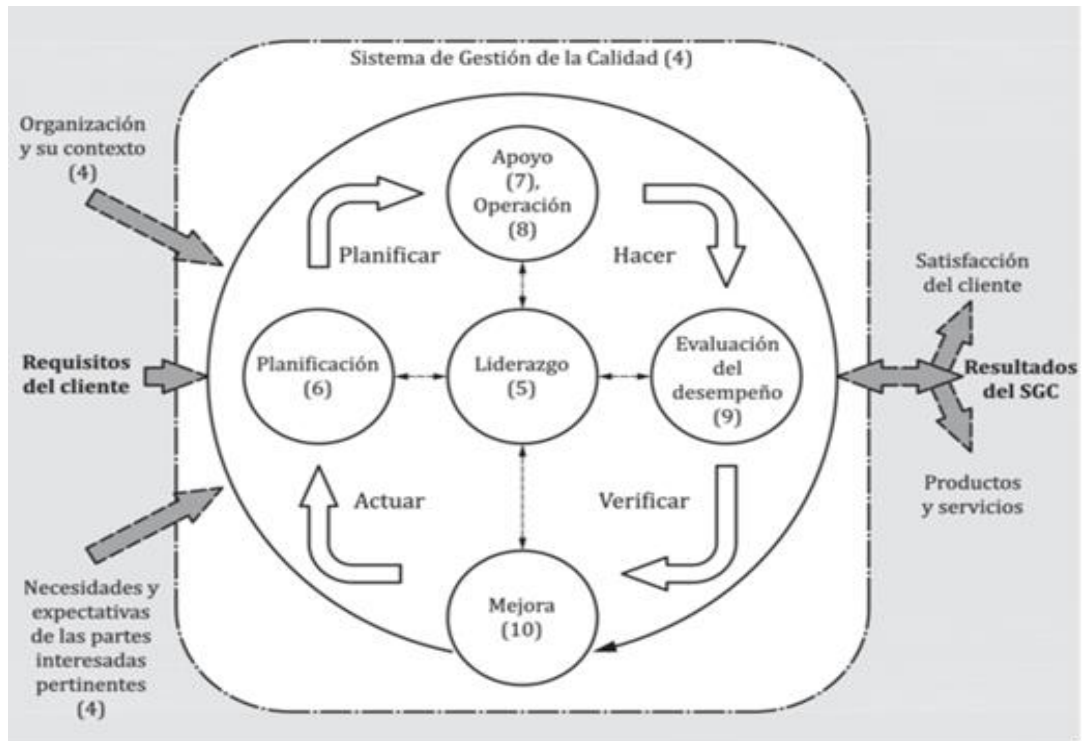 Sistema de Gestión de la Calidad (4)
Organización
y su contexto
(4)
Apoyo
(7),
Operación
(8)
Planificar
Hacer
Satisfacción
del cliente
Requisitos
del cliente
Planificación
(6)
Liderazgo
(5)
Evaluación
del
desempeño
(9)
Resultados
del SGC
Actuar
Verificar
Productos
y servicios
Necesidades y
expectativas
de las partes
interesadas
pertinentes
(4)
Mejora
(10)